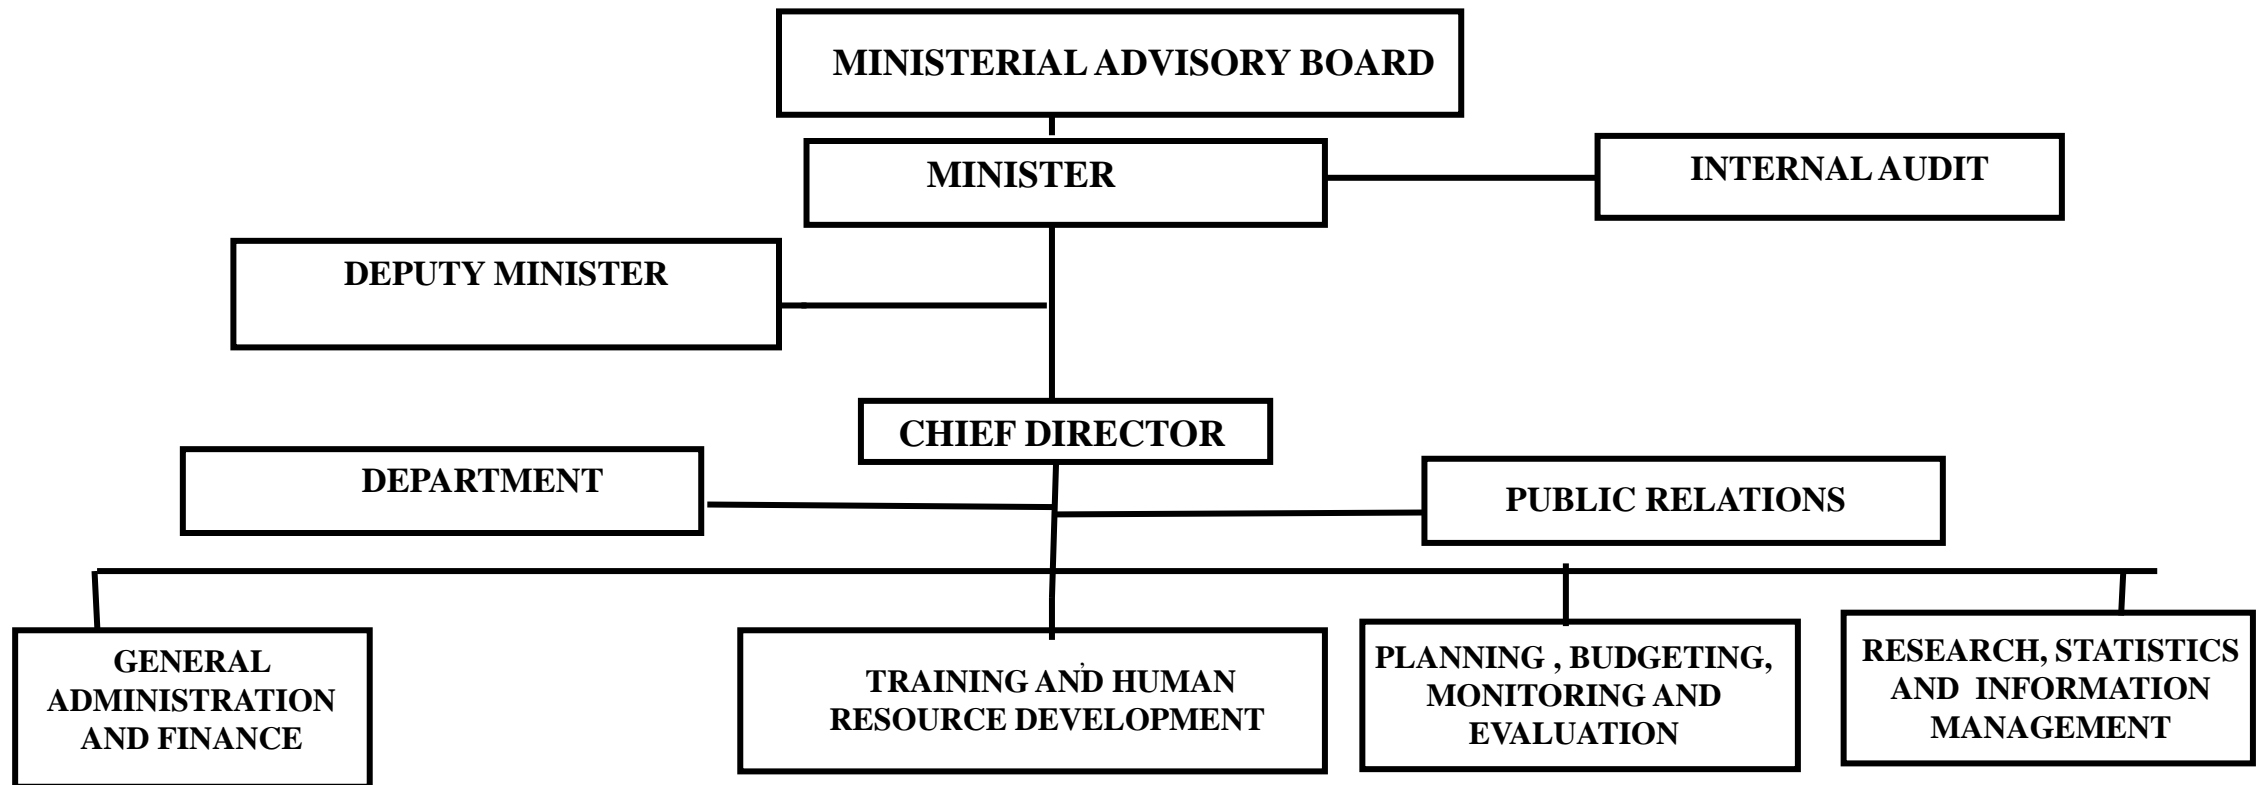 MINISTERIAL ADVISORY BOARD
MINISTER
INTERNAL AUDIT
DEPUTY MINISTER
CHIEF DIRECTOR
DEPARTMENT
PUBLIC RELATIONS
GENERAL
ADMINISTRATION
AND FINANCE
,
TRAINING AND HUMAN
RESOURCE DEVELOPMENT
PLANNING , BUDGETING,
MONITORING AND
EVALUATION
RESEARCH, STATISTICS
AND INFORMATION
MANAGEMENT